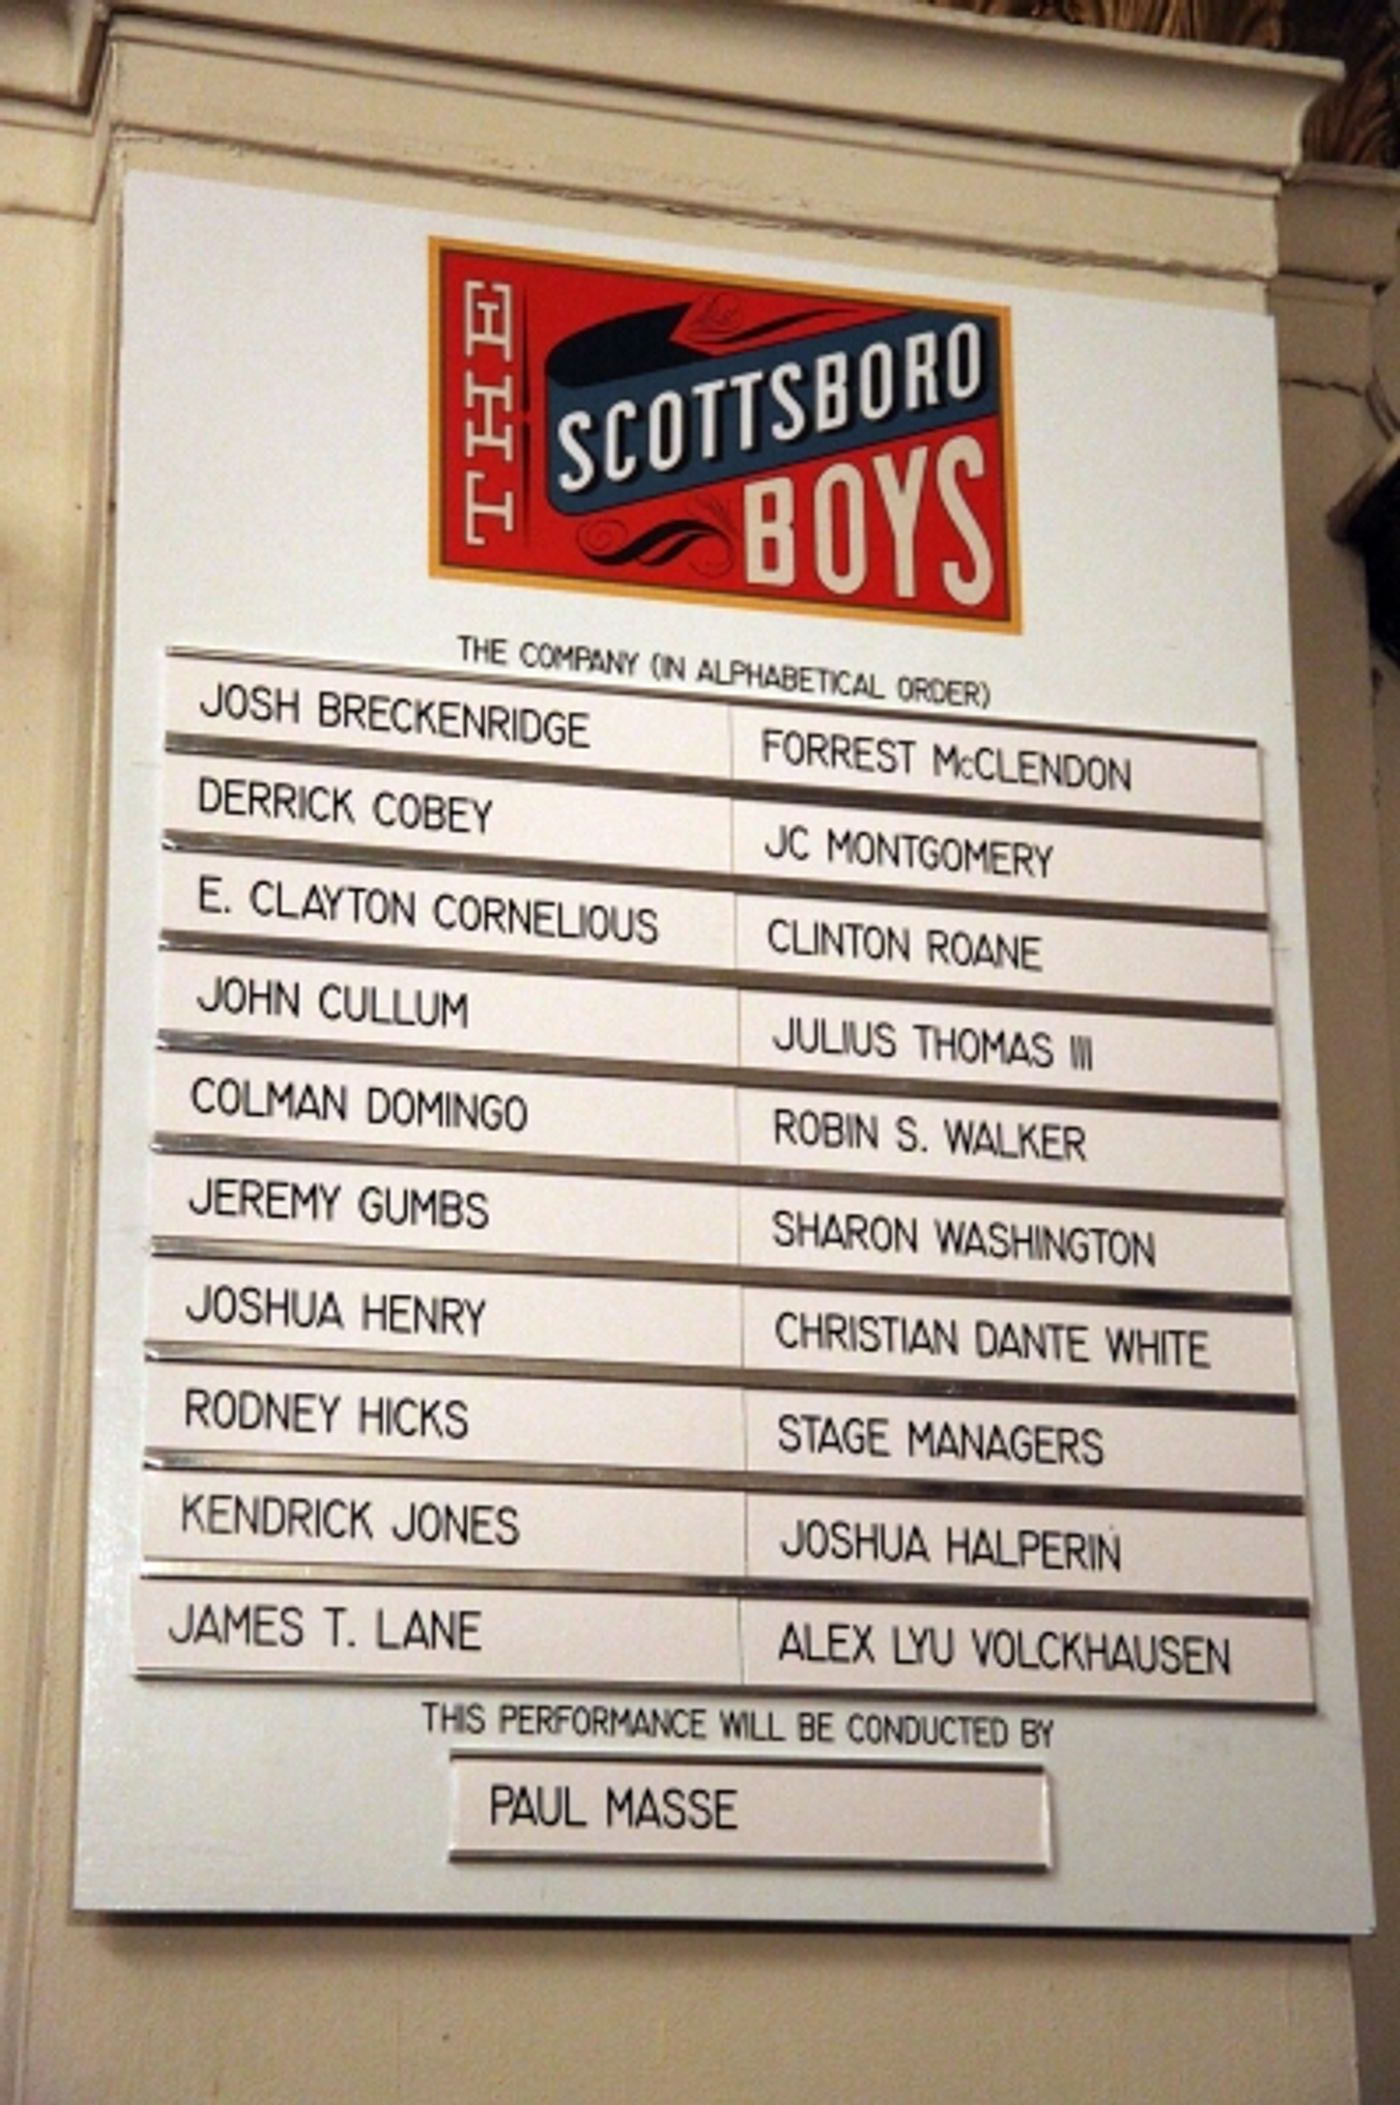 THE
SCOTTSBORO
BOYS
THE COMPANY (IN ALPHABETICAL ORDER)
JOSH BRECKENRIDGE
DERRICK COBEY
E. CLAYTON CORNELIOUS
JOHN CULLUM
COLMAN DOMINGO
JEREMY GUMBS
JOSHUA HENRY
RODNEY HICKS
KENDRICK JONES
JAMES T. LANE
FORREST McCLENDON
JC MONTGOMERY
CLINTON ROANE
JULIUS THOMAS III
ROBIN S. WALKER
SHARON WASHINGTON
CHRISTIAN DANTE WHITE
STAGE MANAGERS
JOSHUA HALPERIN
ALEX LYU VOLCKHAUSEN
THIS PERFORMANCE WILL BE CONDUCTED BY
PAUL MASSE